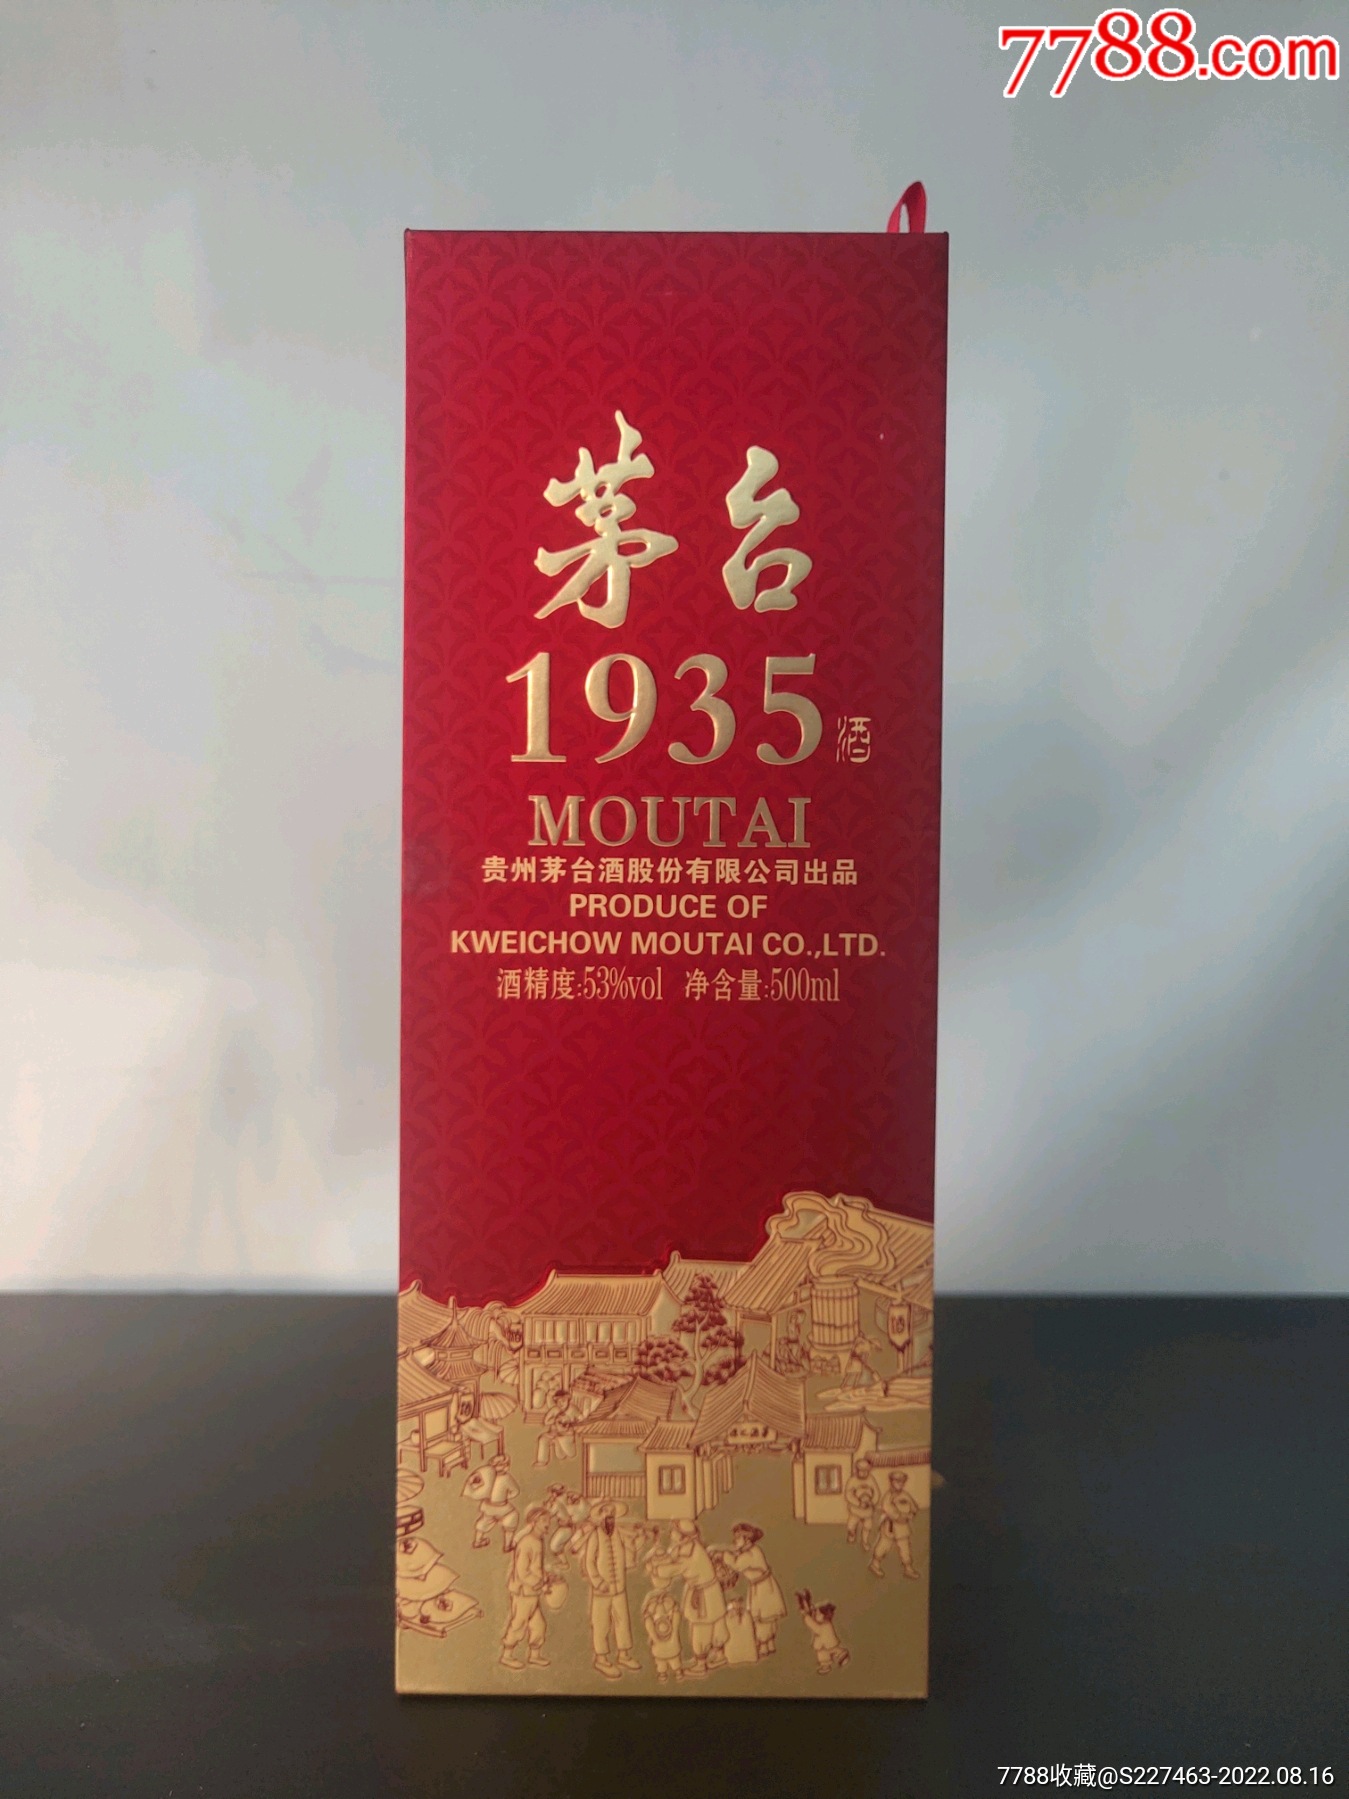 7788.com
茅台
1935酒
MOUTAI
贵州茅台酒股份有限公司出品
PRODUCE OF
KWEICHOW MOUTAI CO.,LTD.
酒精度:53%vol 净含量:500ml
酒
酒
7788收藏@S227463-2022.08.16